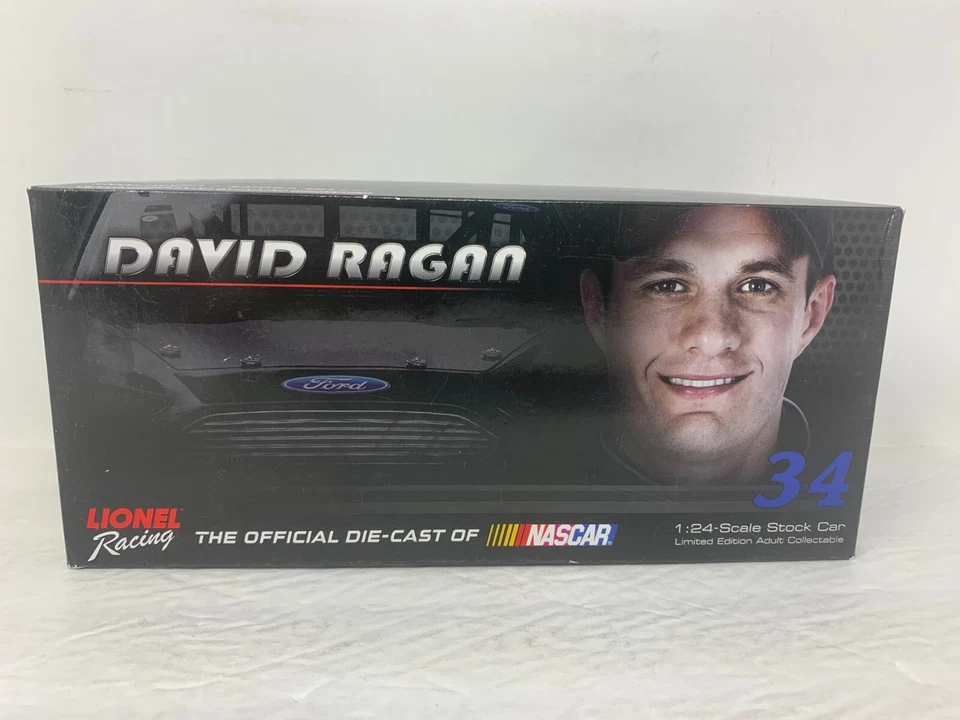 DAVID RAGAN
Ford
34
LIONEL
Racing
THE OFFICIAL DIE-CAST OF NASCAR
1:24-Scale Stock Car
Limited Edition Adult Collectable